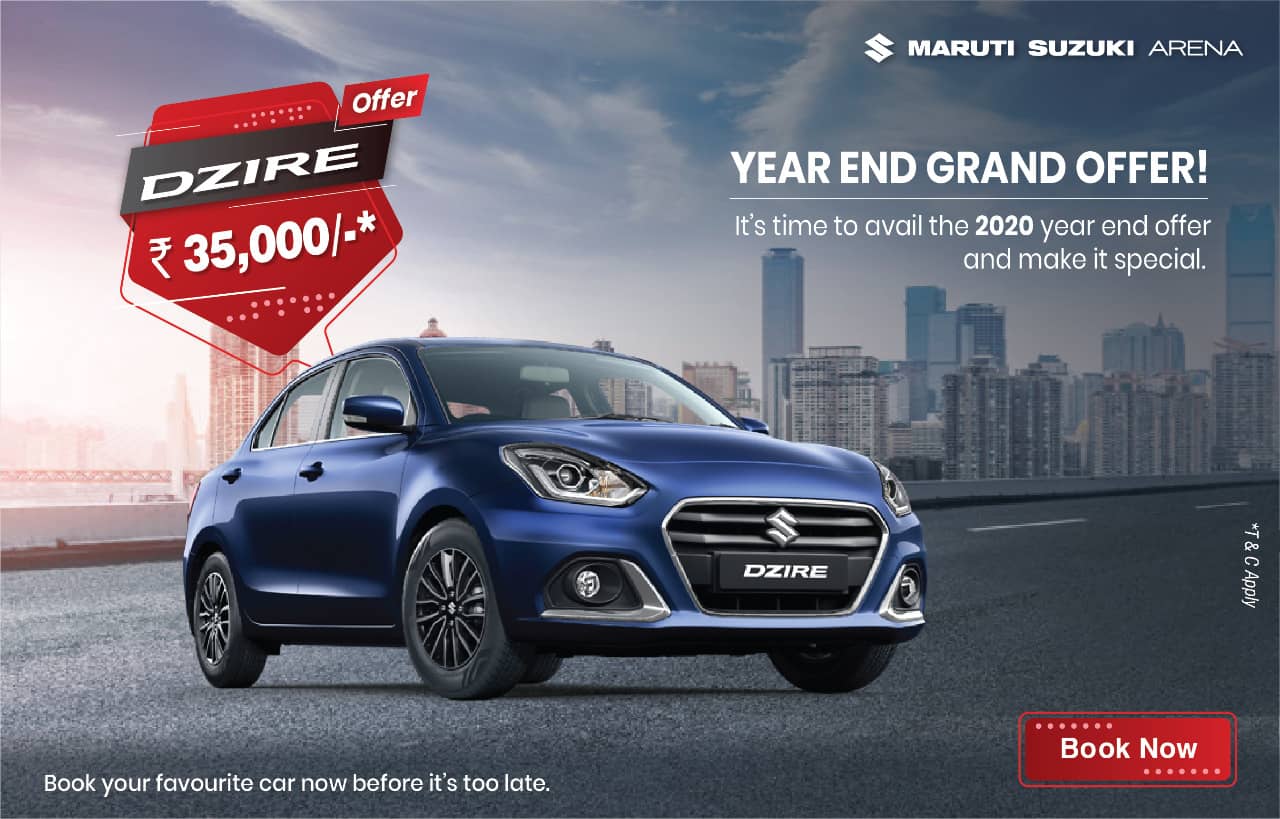 MARUTI SUZUKI ARENA
Offer
DZIRE
₹ 35,000/-*
YEAR END GRAND OFFER!
It's time to avail the 2020 year end offer
and make it special.
DZIRE
*T & C Apply
Book Now
Book your favourite car now before it's too late.